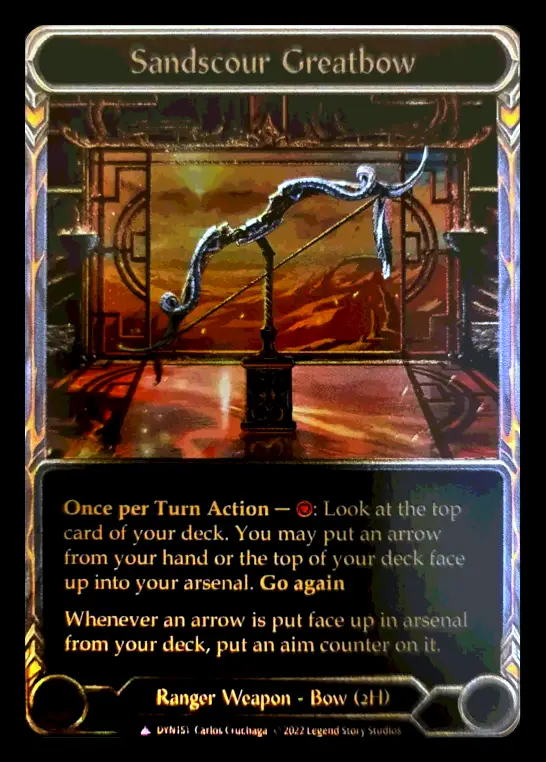 Sandscour Greatbow
Once per Turn Action — : Look at the top
card of your deck. You may put an arrow
from your hand or the top of your deck face
up into your arsenal. Go again
Whenever an arrow is put face up in arsenal
from your deck, put an aim counter on it.
Ranger Weapon - Bow (2H)
DYN151 Carlos Cruchaga © 2022 Legend Story Studios